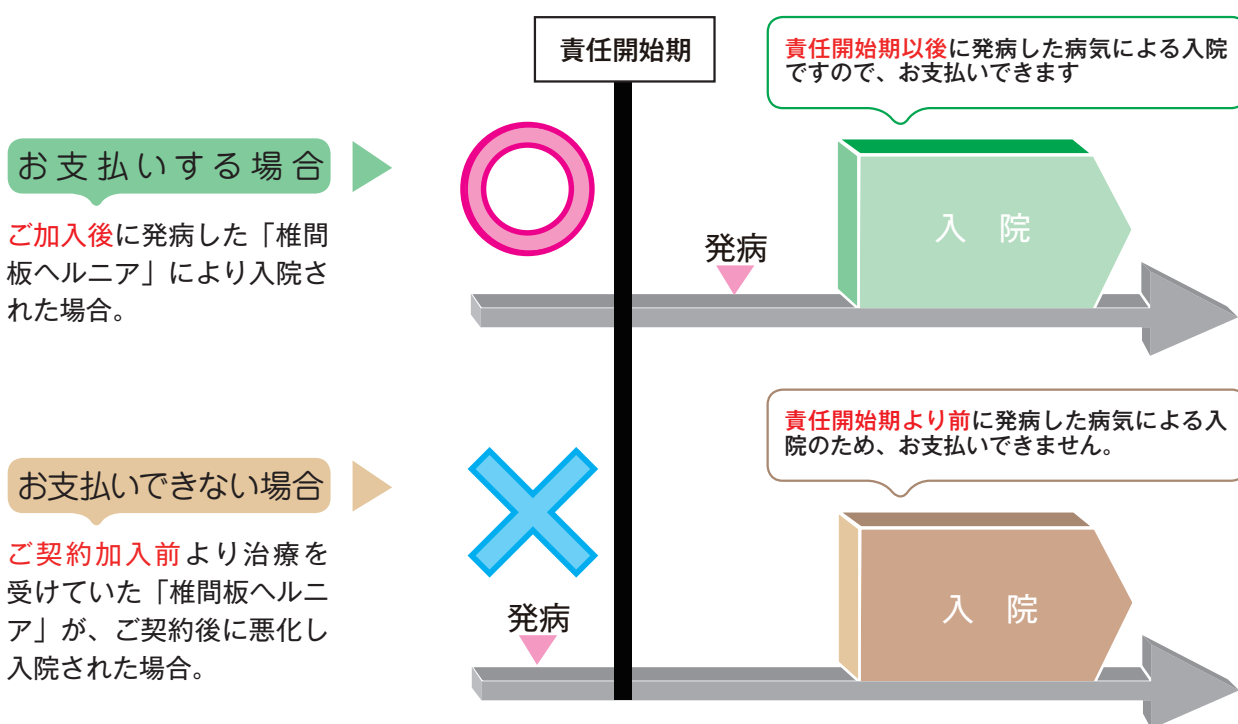 責任開始期
責任開始期以後に発病した病気による入院
ですので、お支払いできます
お支払いする場合
ご加入後に発病した「椎間
板ヘルニア」により入院さ
れた場合。
発病
入 院
責任開始期より前に発病した病気による入
院のため、お支払いできません。
お支払いできない場合
ご契約加入前より治療を
受けていた「椎間板ヘルニ
ア」が、ご契約後に悪化し
入院された場合。
発病
入 院